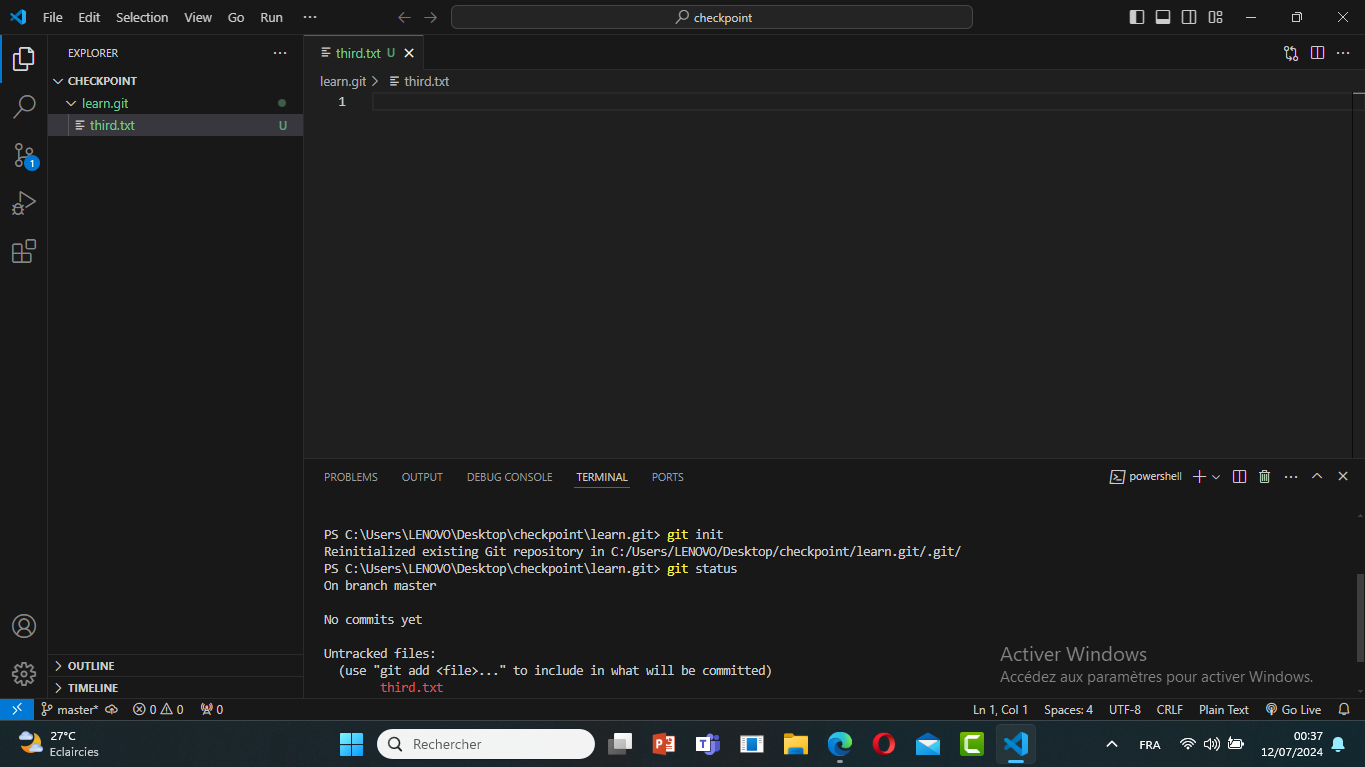 File Edit Selection View Go Run ···
checkpoint
EXPLORER ···
third.txt U
CHECKPOINT
learn.git > third.txt
learn.git
1
third.txt U
1
PROBLEMS OUTPUT DEBUG CONSOLE TERMINAL PORTS
powershell
PS C:\Users\LENOVO\Desktop\checkpoint\learn.git> git init
Reinitialized existing Git repository in C:/Users/LENOVO/Desktop/checkpoint/learn.git/.git/
PS C:\Users\LENOVO\Desktop\checkpoint\learn.git> git status
On branch master
No commits yet
Untracked files:
(use "git add <file>..." to include in what will be committed)
third.txt
Activer Windows
Accédez aux paramètres pour activer Windows.
OUTLINE
TIMELINE
master* 0 0 0
Ln 1, Col 1 Spaces: 4 UTF-8 CRLF Plain Text Go Live
27°C
Eclaircies
Rechercher
FRA
00:37
12/07/2024